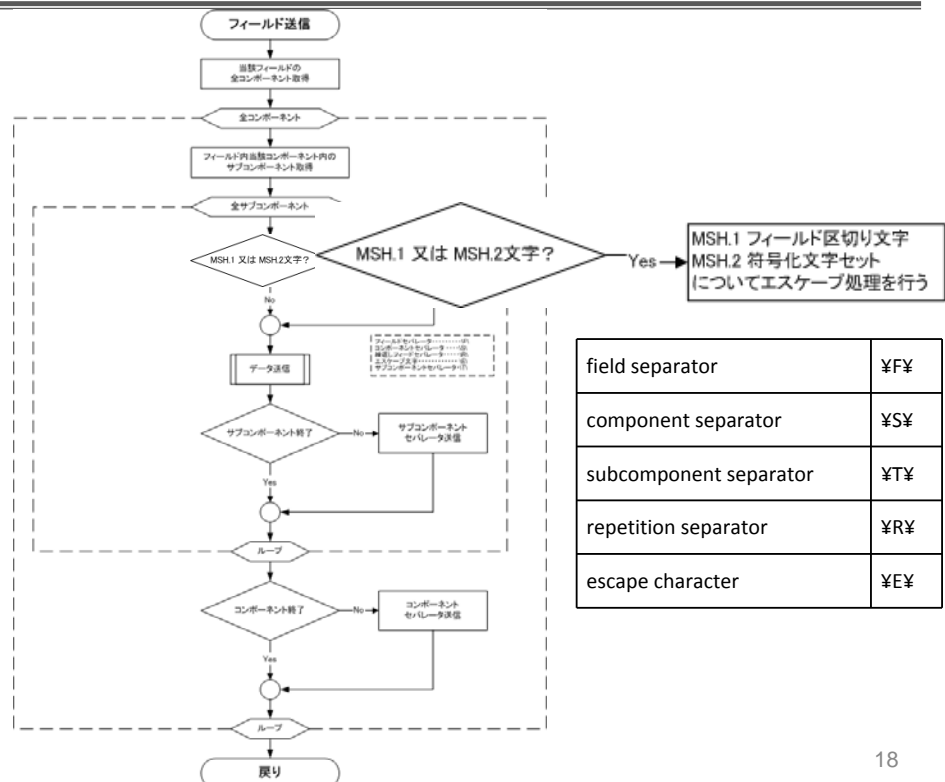 フィールド送信
当該フィールドの
全コンポーネント取得
全コンポーネント
フィールド内当該コンポーネント内の
サブコンポーネント取得
全サブコンポーネント
MSH.1 又は MSH.2文字?
MSH.1 又は MSH.2文字?
Yes
MSH.1 フィールド区切り文字
MSH.2 符号化文字セット
についてエスケープ処理を行う
No
データ送信
サブコンポーネント終了
No
サブコンポーネント
セパレータ送信
Yes
ループ
コンポーネント終了
No
コンポーネント
セパレータ送信
Yes
ループ
戻り
field separator ¥F¥
component separator ¥S¥
subcomponent separator ¥T¥
repetition separator ¥R¥
escape character ¥E¥
18